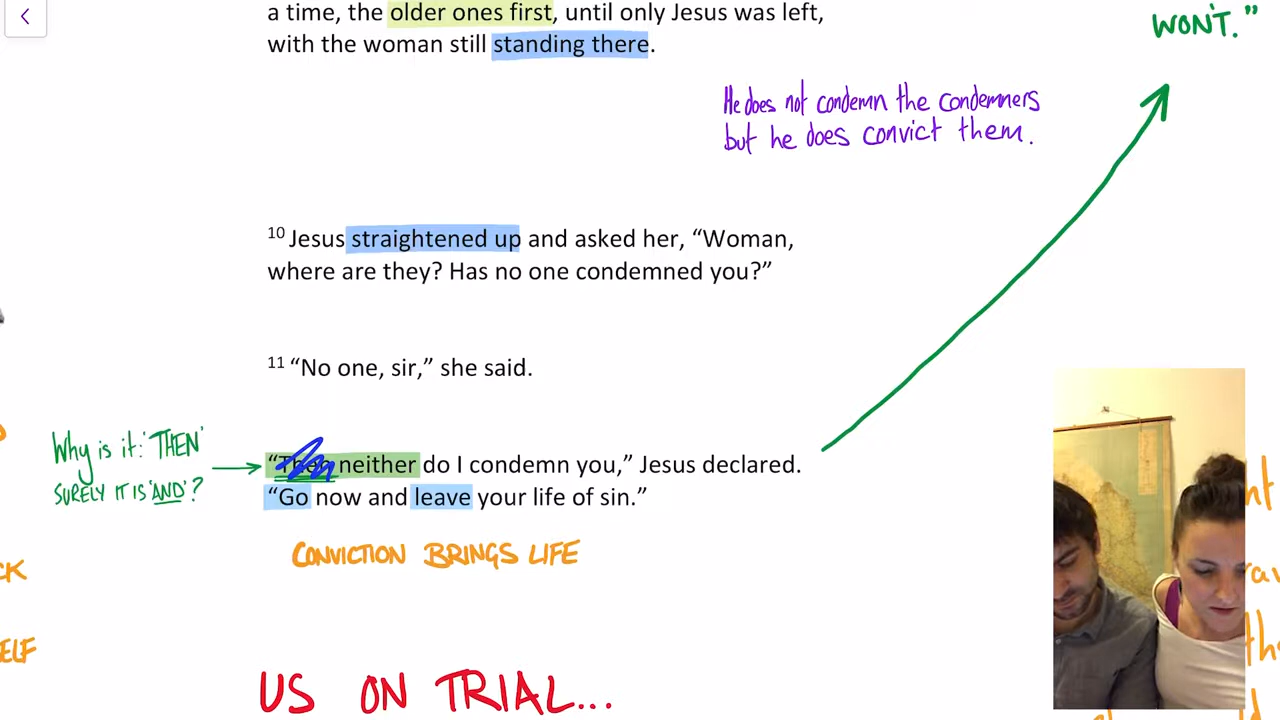 a time, the older ones first, until only Jesus was left,
with the woman still standing there.
WON'T.”
He does not condemn the condemners
but he does convict them.
10 Jesus straightened up and asked her, “Woman,
where are they? Has no one condemned you?”
11 “No one, sir,” she said.
Why is it: 'THEN'
SURELY IT IS 'AND'?
“Then neither do I condemn you,” Jesus declared.
“Go now and leave your life of sin.”
CONVICTION BRINGS LIFE
US ON TRIAL...